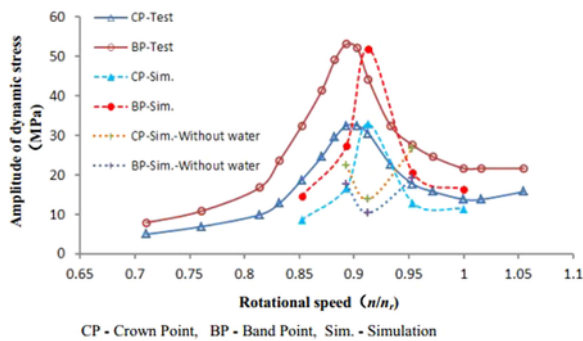 Amplitude of dynamic stress
(MPa)
60
50
40
30
20
10
0
CP-Test
BP-Test
CP-Sim.
BP-Sim.
CP-Sim.-Without water
BP-Sim.-Without water
0.65 0.7 0.75 0.8 0.85 0.9 0.95 1 1.05
Rotational speed (n/nr)
CP - Crown Point, BP - Band Point, Sim. - Simulation